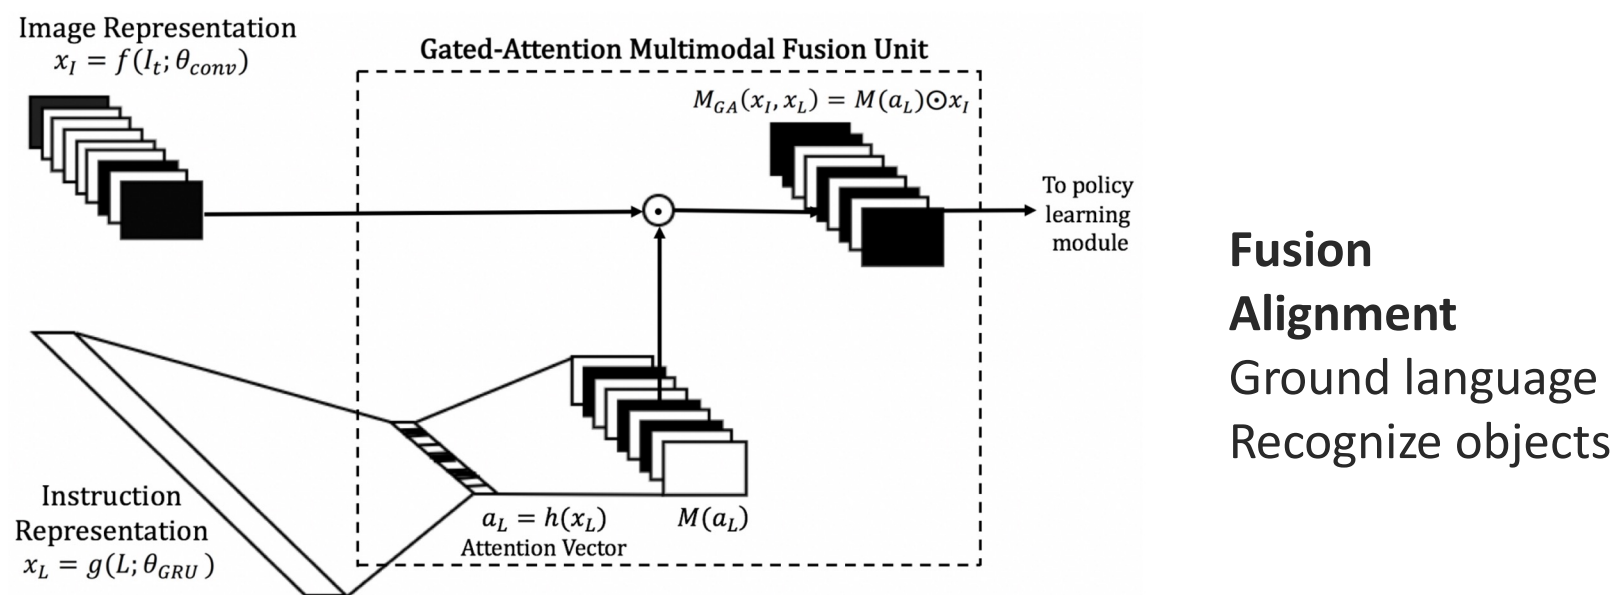 Image Representation
x_I = f(I_t; θ_conv)
Gated-Attention Multimodal Fusion Unit
M_GA(x_I, x_L) = M(a_L)⊙x_I
To policy
learning
module
Instruction
Representation
x_L = g(L; θ_GRU)
a_L = h(x_L)
Attention Vector
M(a_L)
Fusion
Alignment
Ground language
Recognize objects